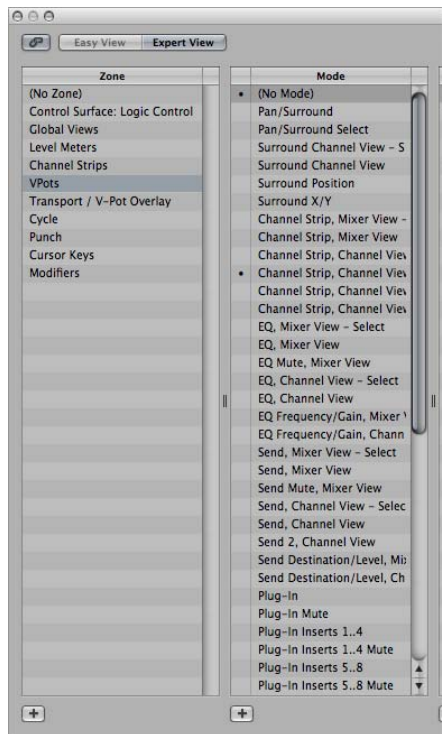 Easy View Expert View
Zone
(No Zone)
Control Surface: Logic Control
Global Views
Level Meters
Channel Strips
VPots
Transport / V-Pot Overlay
Cycle
Punch
Cursor Keys
Modifiers
+
Mode
• (No Mode)
Pan/Surround
Pan/Surround Select
Surround Channel View – S
Surround Channel View
Surround Position
Surround X/Y
Channel Strip, Mixer View –
Channel Strip, Mixer View
Channel Strip, Channel View
• Channel Strip, Channel View
Channel Strip, Channel View
Channel Strip, Channel View
EQ, Mixer View – Select
EQ, Mixer View
EQ Mute, Mixer View
EQ, Channel View – Select
EQ, Channel View
EQ Frequency/Gain, Mixer
EQ Frequency/Gain, Chann
Send, Mixer View – Select
Send, Mixer View
Send Mute, Mixer View
Send, Channel View – Selec
Send, Channel View
Send 2, Channel View
Send Destination/Level, Mi
Send Destination/Level, Ch
Plug-In
Plug-In Mute
Plug-In Inserts 1..4
Plug-In Inserts 1..4 Mute
Plug-In Inserts 5..8
Plug-In Inserts 5..8 Mute
+